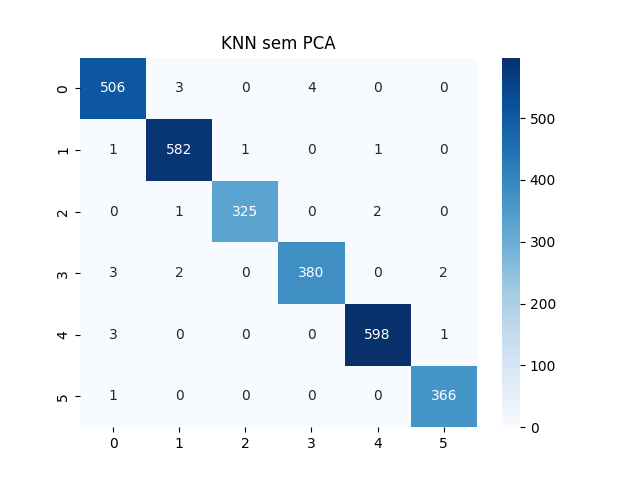 KNN sem PCA
0 506 3 0 4 0 0
1 1 582 1 0 1 0
2 0 1 325 0 2 0
3 3 2 0 380 0 2
4 3 0 0 0 598 1
5 1 0 0 0 0 366
0 1 2 3 4 5
500
400
300
200
100
0